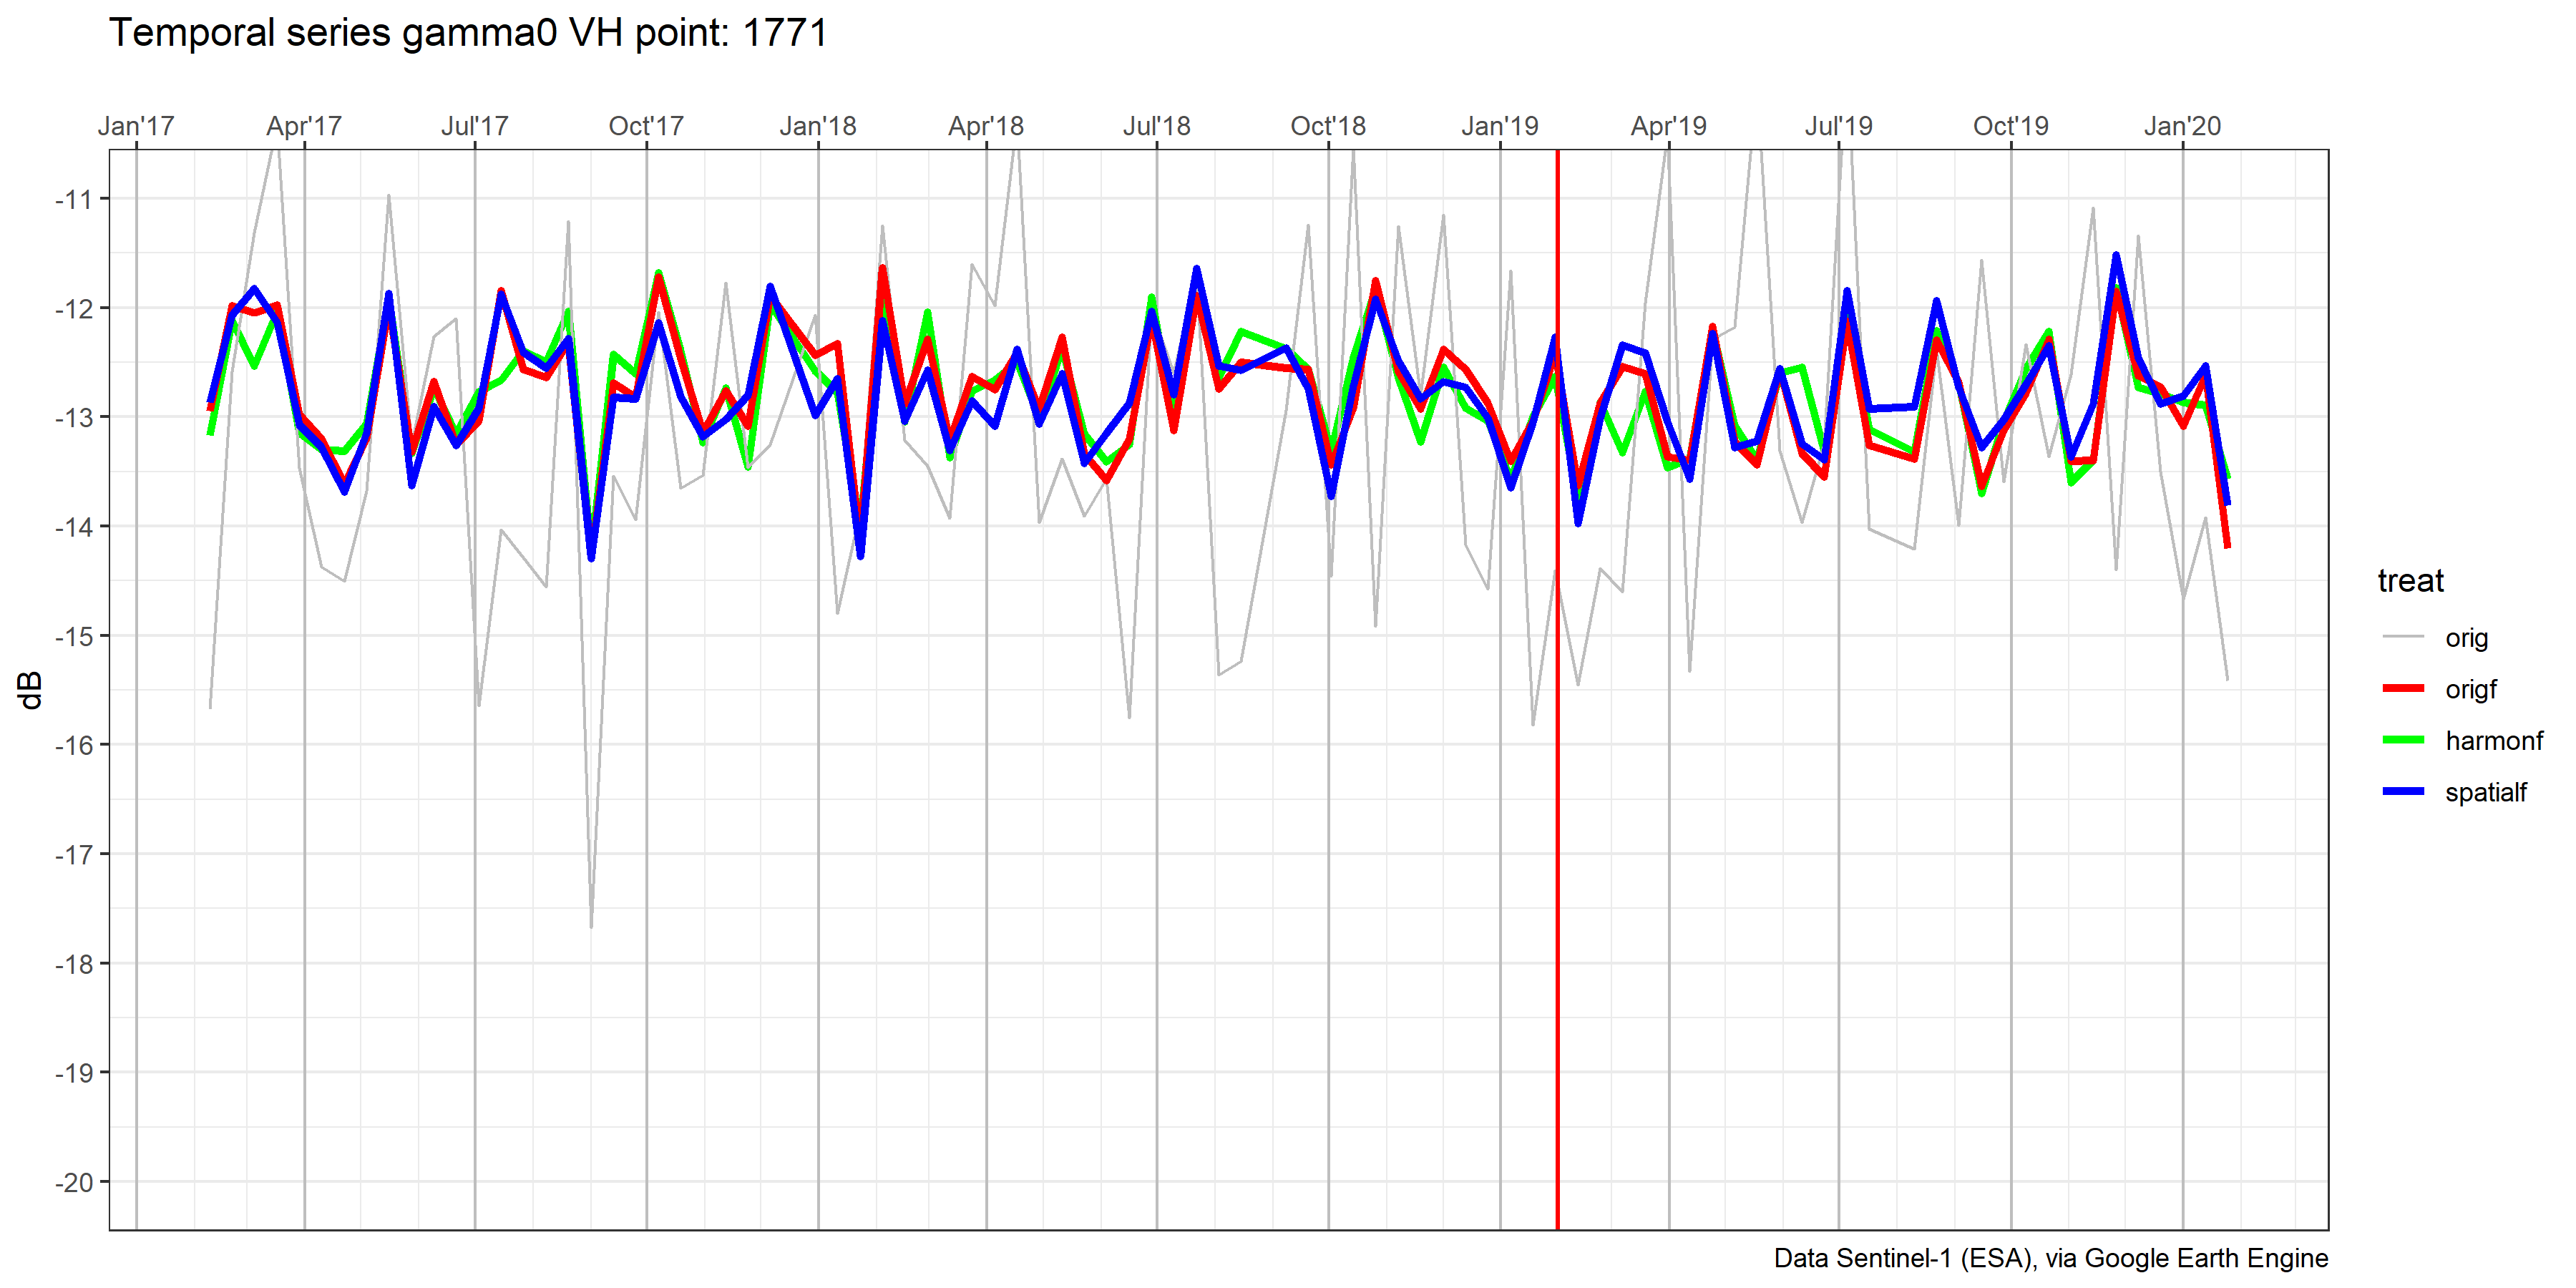 Temporal series gamma0 VH point: 1771
Jan'17 Apr'17 Jul'17 Oct'17 Jan'18 Apr'18 Jul'18 Oct'18 Jan'19 Apr'19 Jul'19 Oct'19 Jan'20
-11
-12
-13
-14
-15
-16
-17
-18
-19
-20
dB
treat
orig
origf
harmonf
spatialf
Data Sentinel-1 (ESA), via Google Earth Engine